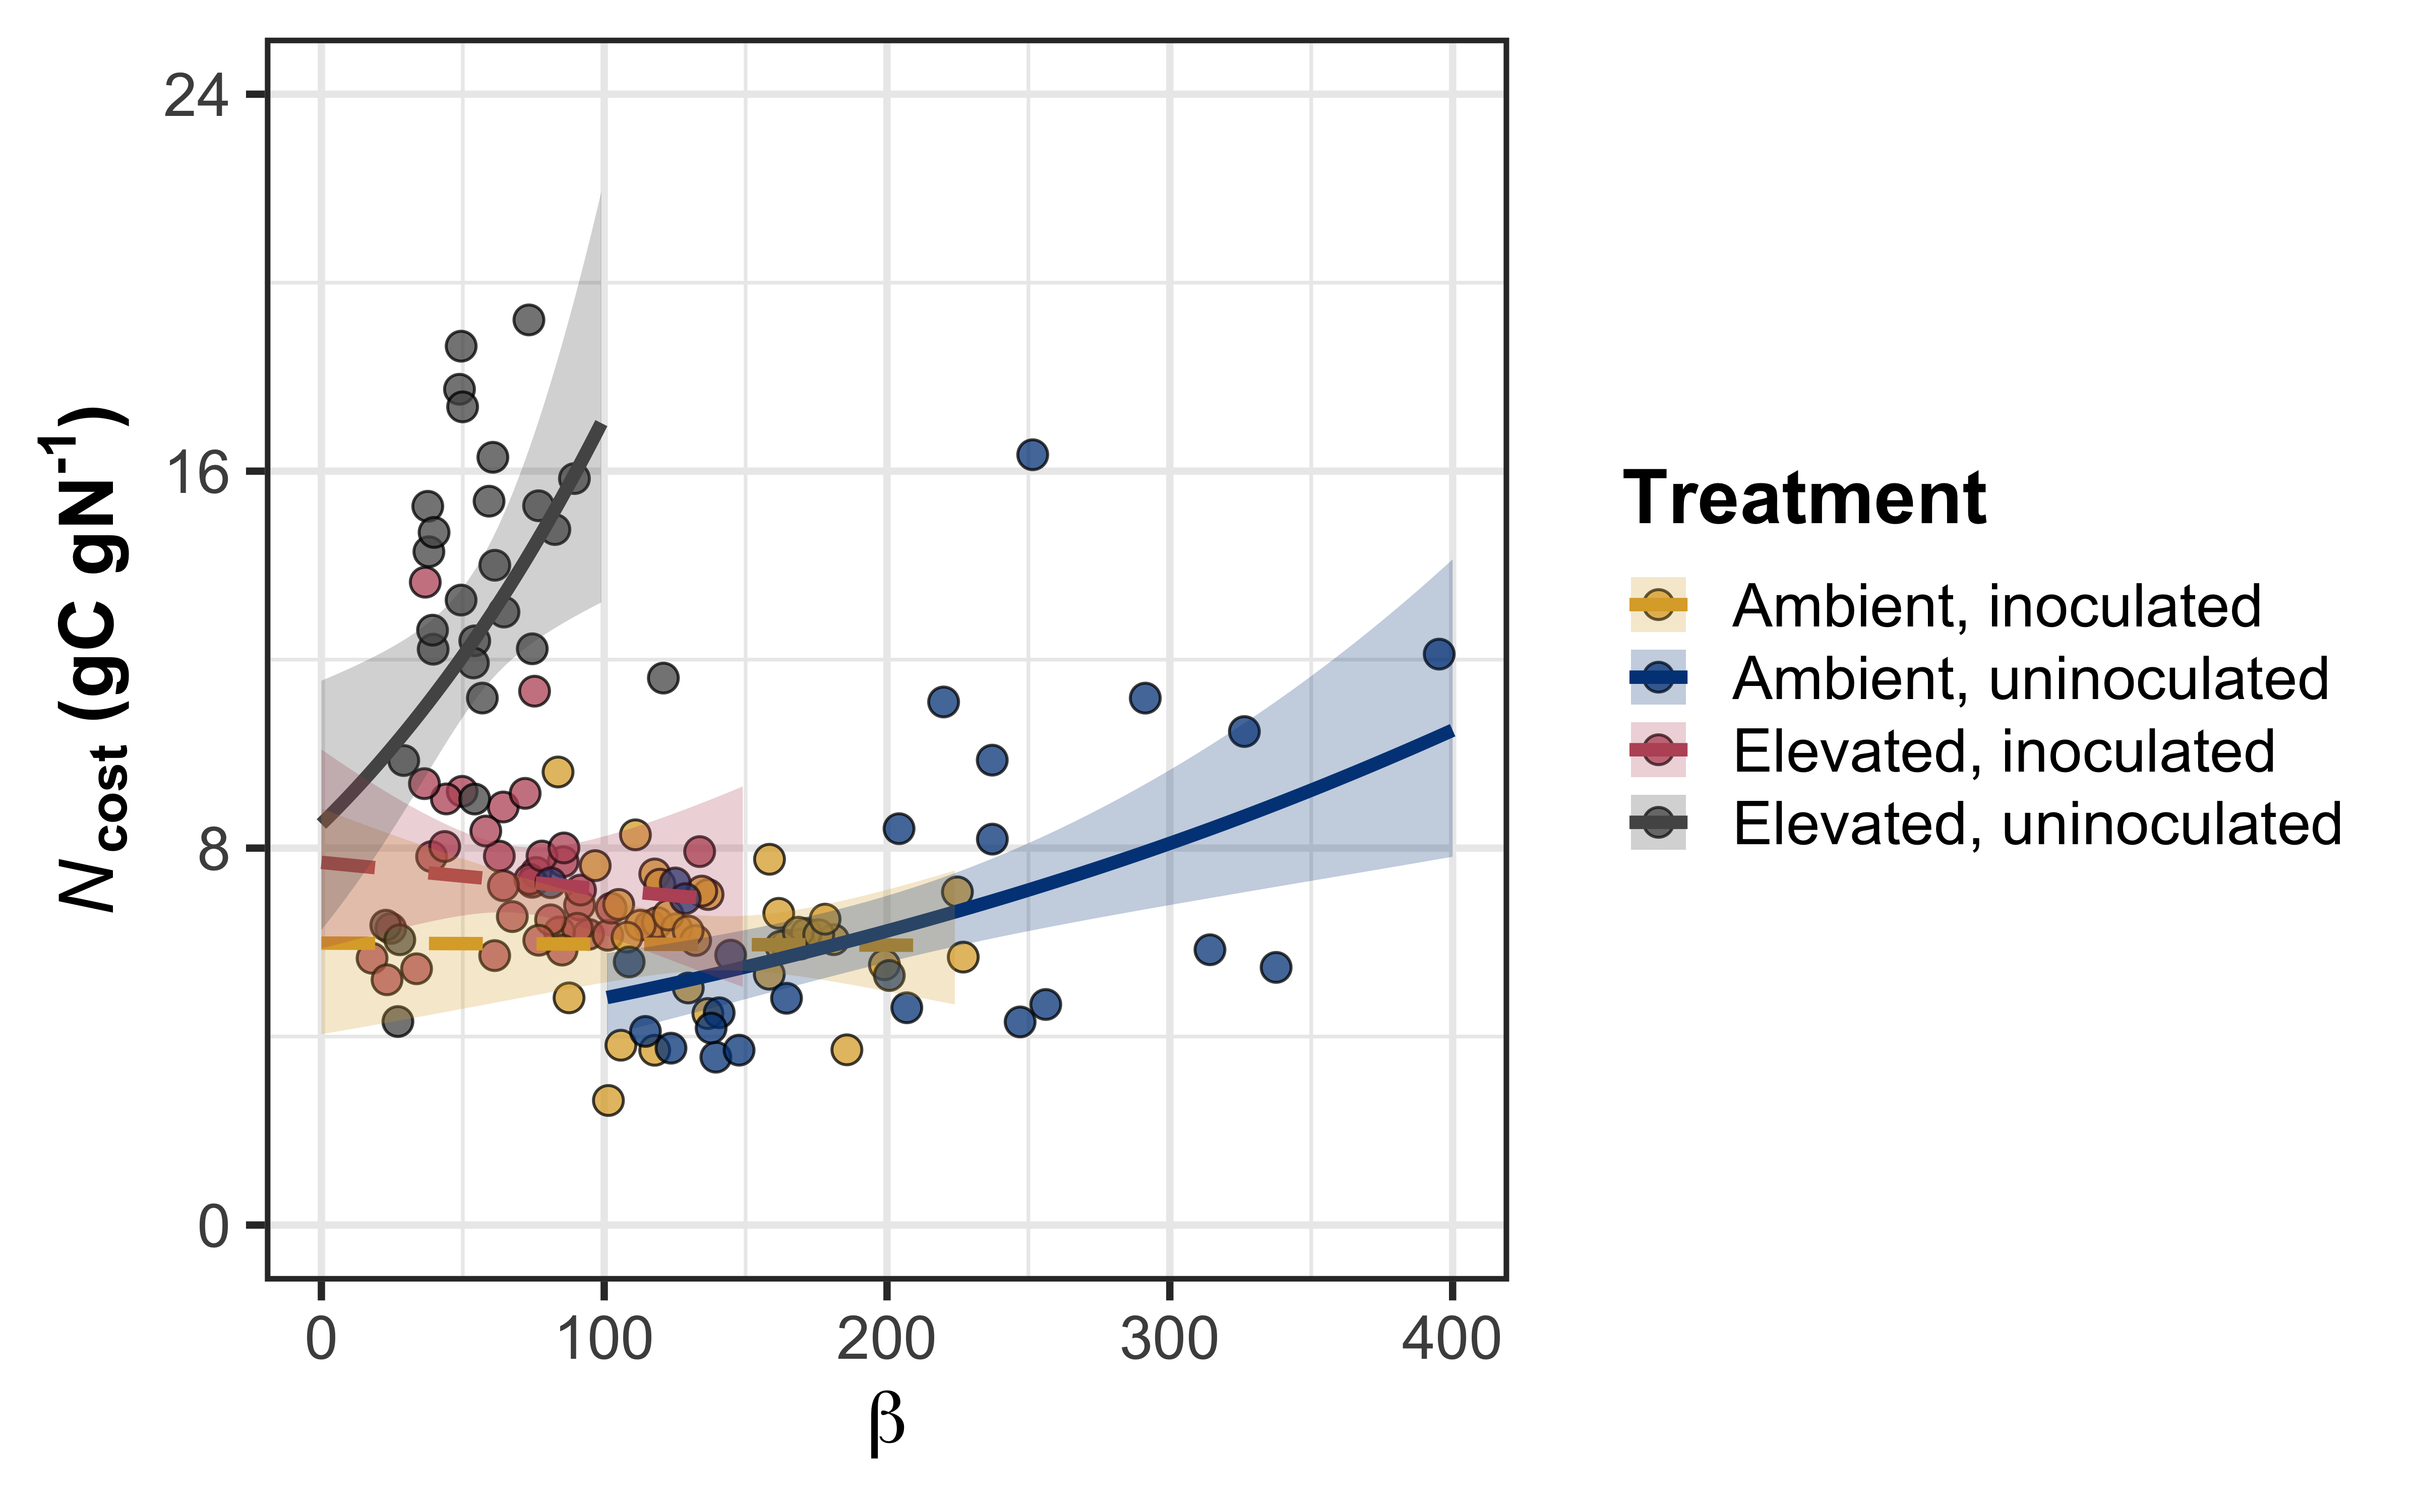 24
16
8
0
N cost (gC gN-1)
0 100 200 300 400
β
Treatment
Ambient, inoculated
Ambient, uninoculated
Elevated, inoculated
Elevated, uninoculated